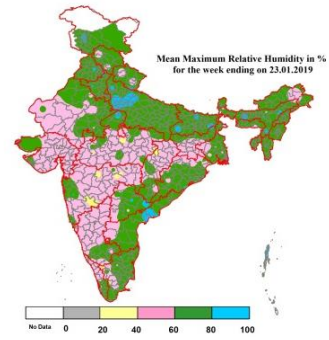 Mean Maximum Relative Humidity in %
for the week ending on 23.01.2019
No Data 0 20 40 60 80 100